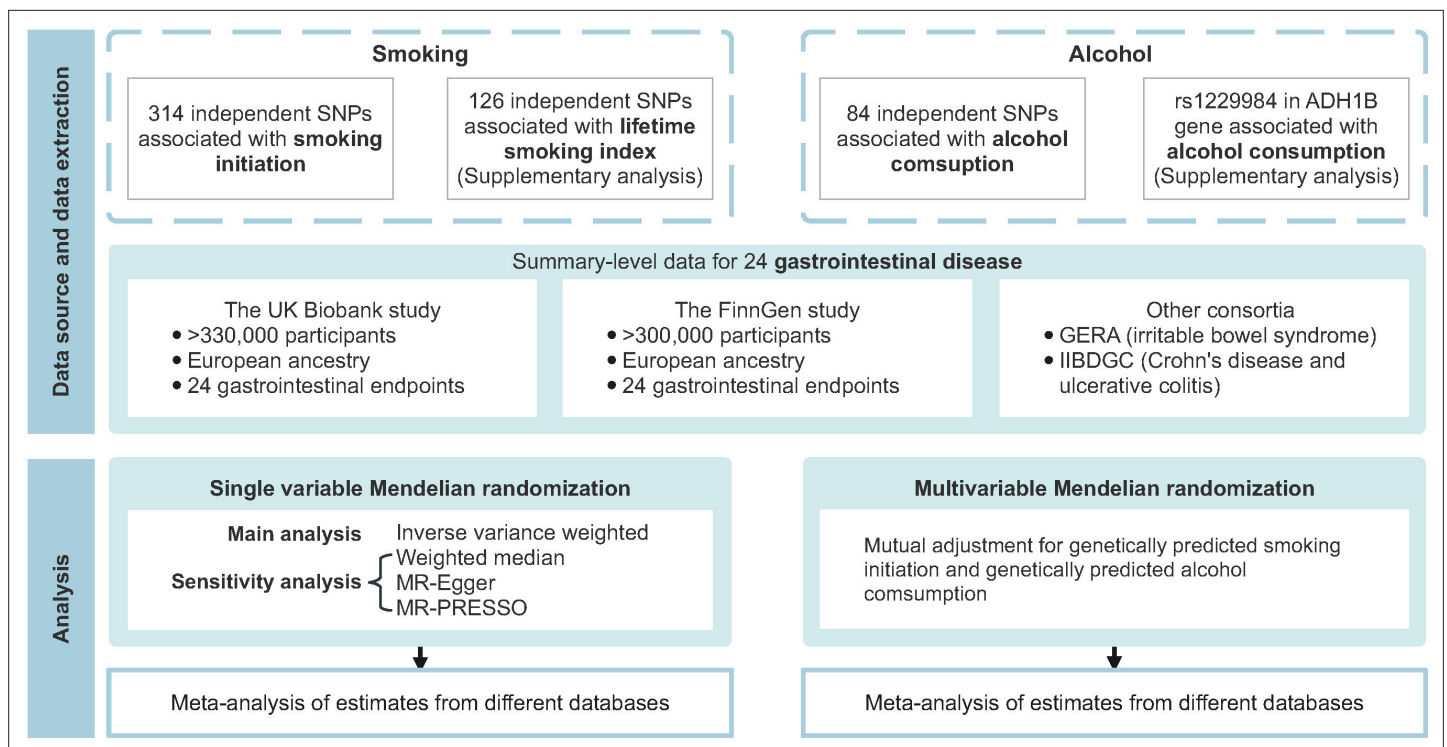 Data source and data extraction
Smoking
314 independent SNPs
associated with smoking
initiation
126 independent SNPs
associated with lifetime
smoking index
(Supplementary analysis)
Alcohol
84 independent SNPs
associated with alcohol
comsuption
rs1229984 in ADH1B
gene associated with
alcohol consumption
(Supplementary analysis)
Summary-level data for 24 gastrointestinal disease
The UK Biobank study
• >330,000 participants
• European ancestry
• 24 gastrointestinal endpoints
The FinnGen study
• >300,000 participants
• European ancestry
• 24 gastrointestinal endpoints
Other consortia
• GERA (irritable bowel syndrome)
• IIBDGC (Crohn's disease and
ulcerative colitis)
Analysis
Single variable Mendelian randomization
Main analysis Inverse variance weighted
Sensitivity analysis
Weighted median
MR-Egger
MR-PRESSO
Meta-analysis of estimates from different databases
Multivariable Mendelian randomization
Mutual adjustment for genetically predicted smoking
initiation and genetically predicted alcohol
comsumption
Meta-analysis of estimates from different databases